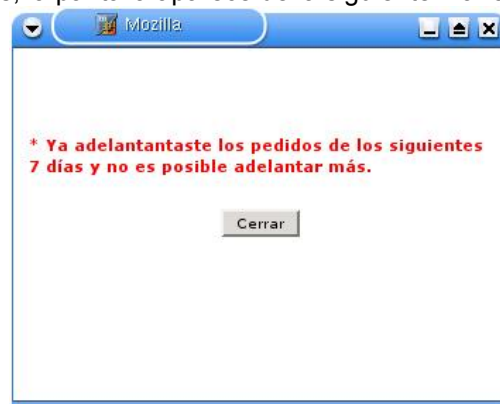 Mozilla
* Ya adelantantaste los pedidos de los siguientes
7 días y no es posible adelantar más.
Cerrar